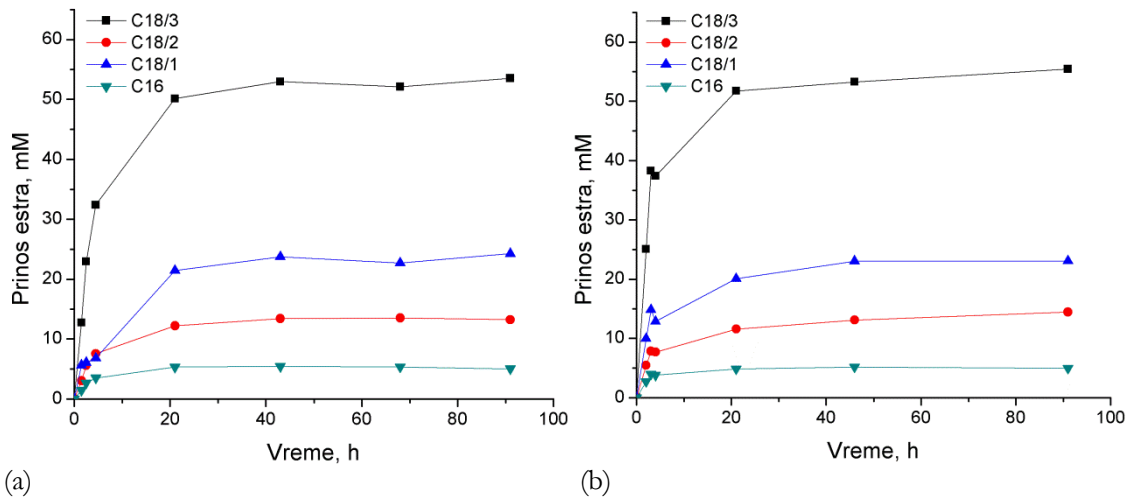 C18/3
C18/2
C18/1
C16
60
50
40
30
20
10
0
Prinos estra, mM
0 20 40 60 80 100
Vreme, h
(a)
C18/3
C18/2
C18/1
C16
60
50
40
30
20
10
0
Prinos estra, mM
0 20 40 60 80 100
Vreme, h
(b)